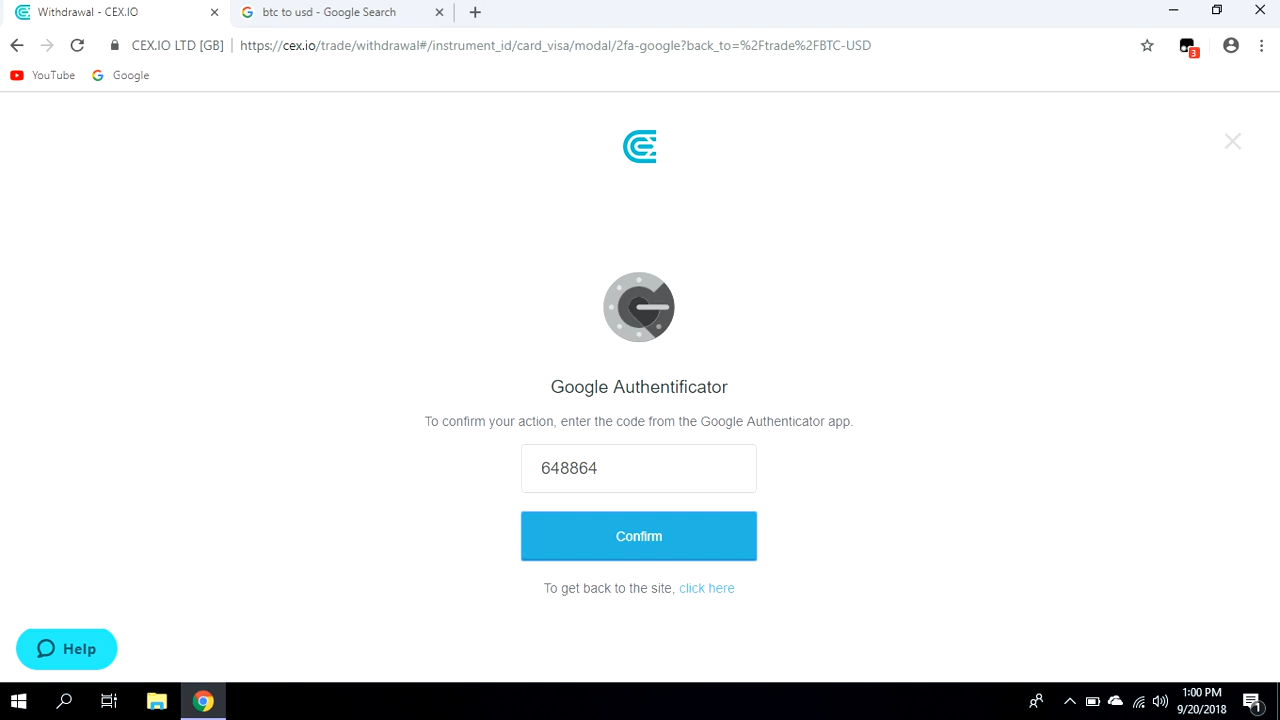 Withdrawal - CEX.IO
btc to usd - Google Search
CEX.IO LTD [GB]
https://cex.io/trade/withdrawal#/instrument_id/card_visa/modal/2fa-google?back_to=%2Ftrade%2FBTC-USD
3
YouTube
Google
Google Authentificator
To confirm your action, enter the code from the Google Authenticator app.
648864
Confirm
To get back to the site, click here
Help
1:00 PM
9/20/2018
1